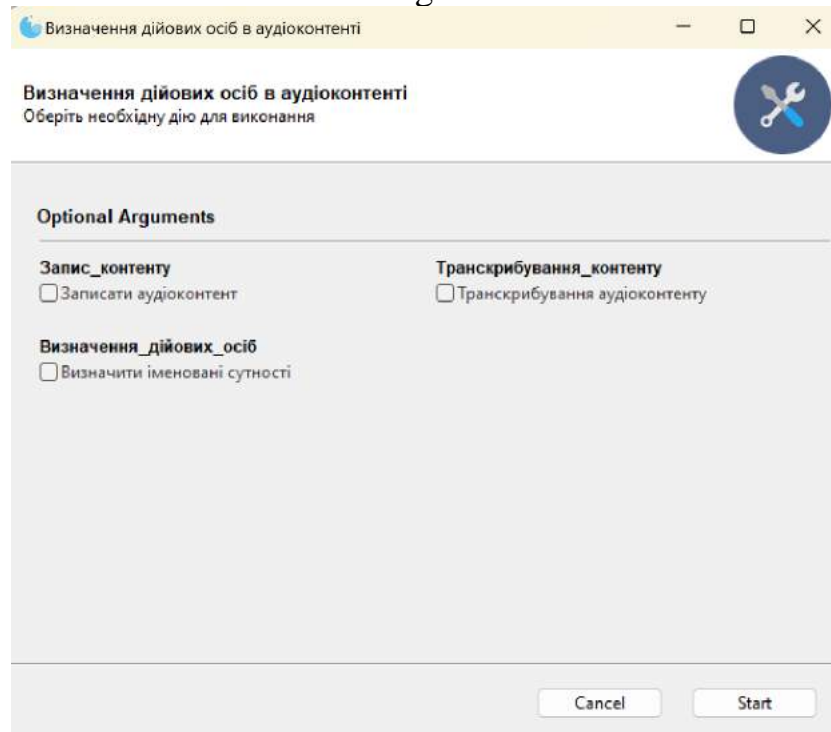 Визначення дійових осіб в аудіоконтенті
Визначення дійових осіб в аудіоконтенті
Оберіть необхідну дію для виконання
Optional Arguments
Запис_контенту
Записати аудіоконтент
Транскрибування_контенту
Транскрибування аудіоконтенту
Визначення_дійових_осіб
Визначити іменовані сутності
Cancel
Start